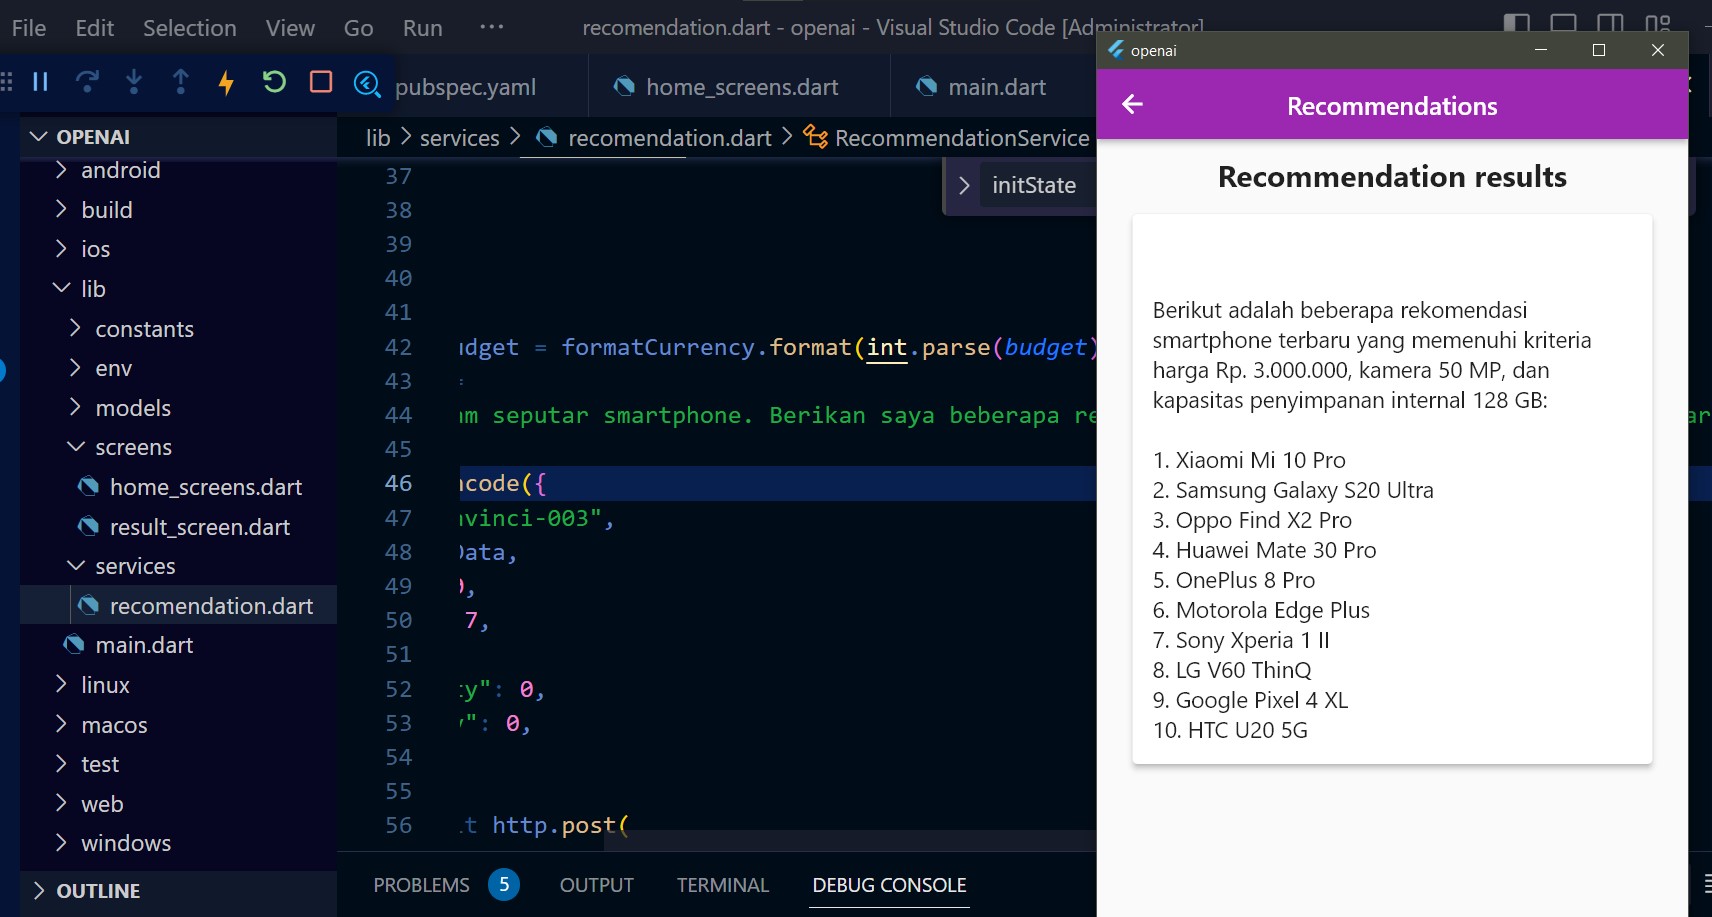 File Edit Selection View Go Run ··· recomendation.dart - openai - Visual Studio Code [Administrator]
pubspec.yaml home_screens.dart main.dart
OPENAI
android
build
ios
lib
constants
env
models
screens
home_screens.dart
result_screen.dart
services
recomendation.dart
main.dart
linux
macos
test
web
windows
OUTLINE
lib > services > recomendation.dart > RecommendationService
initState
37
38
39
40
41
42 udget = formatCurrency.format(int.parse(budget)
43 =
44 am seputar smartphone. Berikan saya beberapa re
45
46 ncode({
47 avinci-003",
48 Data,
49 0,
50 7,
51
52 cy": 0,
53 y": 0,
54
55
56 it http.post(
PROBLEMS 5 OUTPUT TERMINAL DEBUG CONSOLE
openai
Recommendations
Recommendation results
Berikut adalah beberapa rekomendasi
smartphone terbaru yang memenuhi kriteria
harga Rp. 3.000.000, kamera 50 MP, dan
kapasitas penyimpanan internal 128 GB:
1. Xiaomi Mi 10 Pro
2. Samsung Galaxy S20 Ultra
3. Oppo Find X2 Pro
4. Huawei Mate 30 Pro
5. OnePlus 8 Pro
6. Motorola Edge Plus
7. Sony Xperia 1 II
8. LG V60 ThinQ
9. Google Pixel 4 XL
10. HTC U20 5G